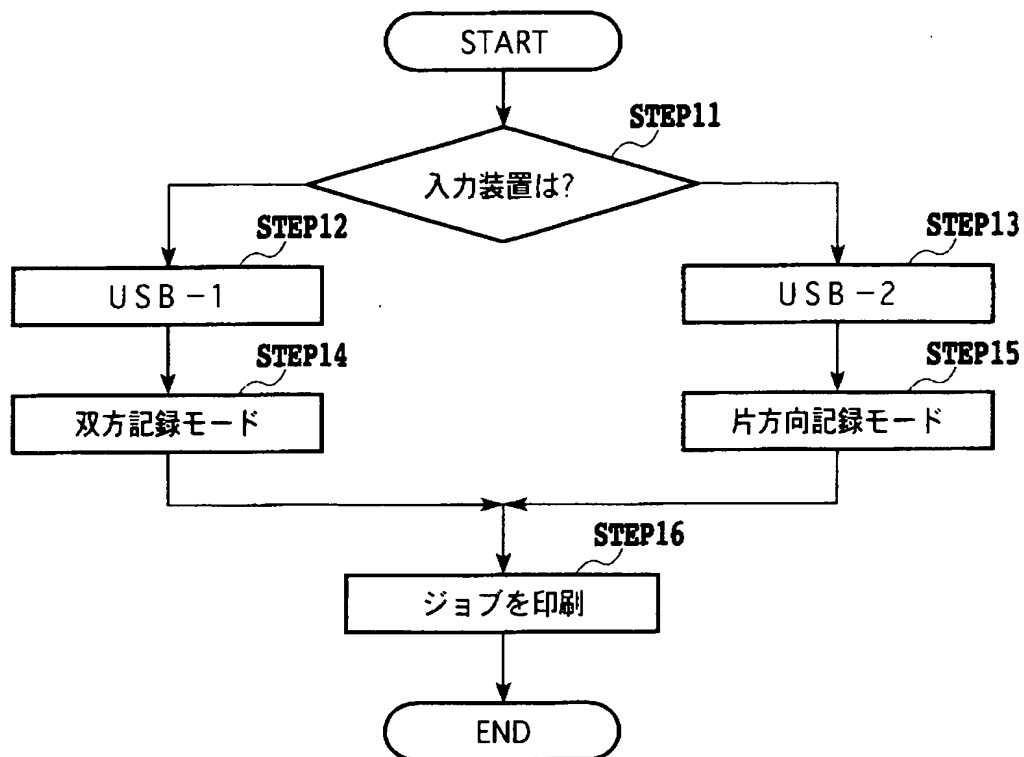 START
STEP11
入力装置は?
STEP12
USB-1
STEP13
USB-2
STEP14
双方記録モード
STEP15
片方向記録モード
STEP16
ジョブを印刷
END